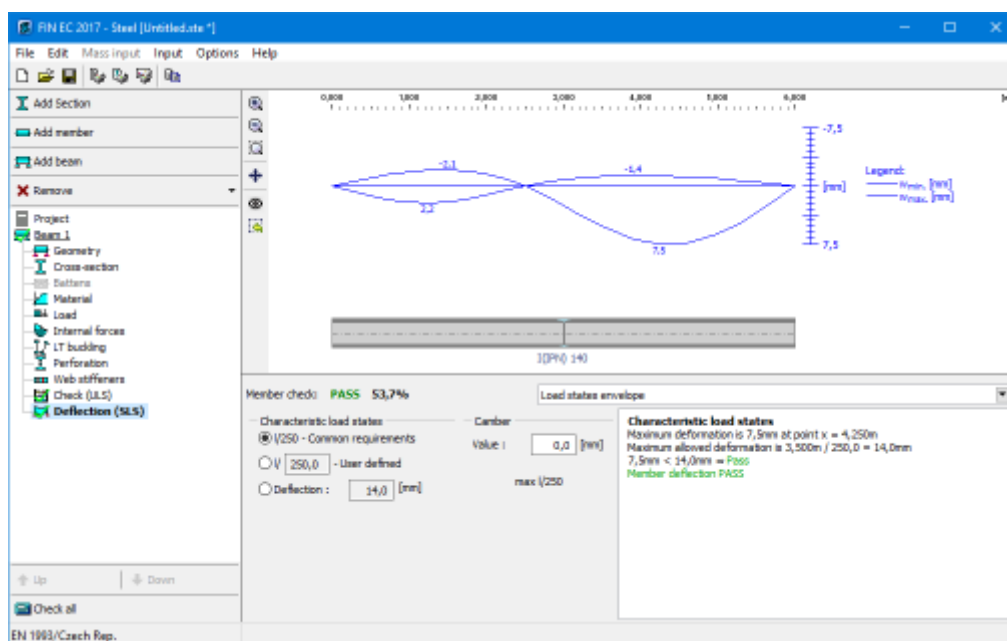 FIN EC 2017 - Steel [Untitled.ste *]
File Edit Mass input Input Options Help
Add Section
Add member
Add beam
Remove
Project
Beam 1
Geometry
Cross-section
Battens
Material
Load
Internal forces
LT buckling
Perforation
Web stiffeners
Check (ULS)
Deflection (SLS)
Up Down
Check all
EN 1993/Czech Rep.
0,000 1,000 2,000 3,000 4,000 5,000 6,000
-2,1
2,2
-1,4
7,5
-7,5
[mm]
7,5
Legend:
wmin. [mm]
wmax. [mm]
I(IPN) 140
Member check: PASS 53,7%
Load states envelope
Characteristic load states
l/250 - Common requirements
l/ 250,0 - User defined
Deflection : 14,0 [mm]
Camber
Value : 0,0 [mm]
max l/250
Characteristic load states
Maximum deformation is 7,5mm at point x = 4,250m
Maximum allowed deformation is 3,500m / 250,0 = 14,0mm
7,5mm < 14,0mm = Pass
Member deflection PASS